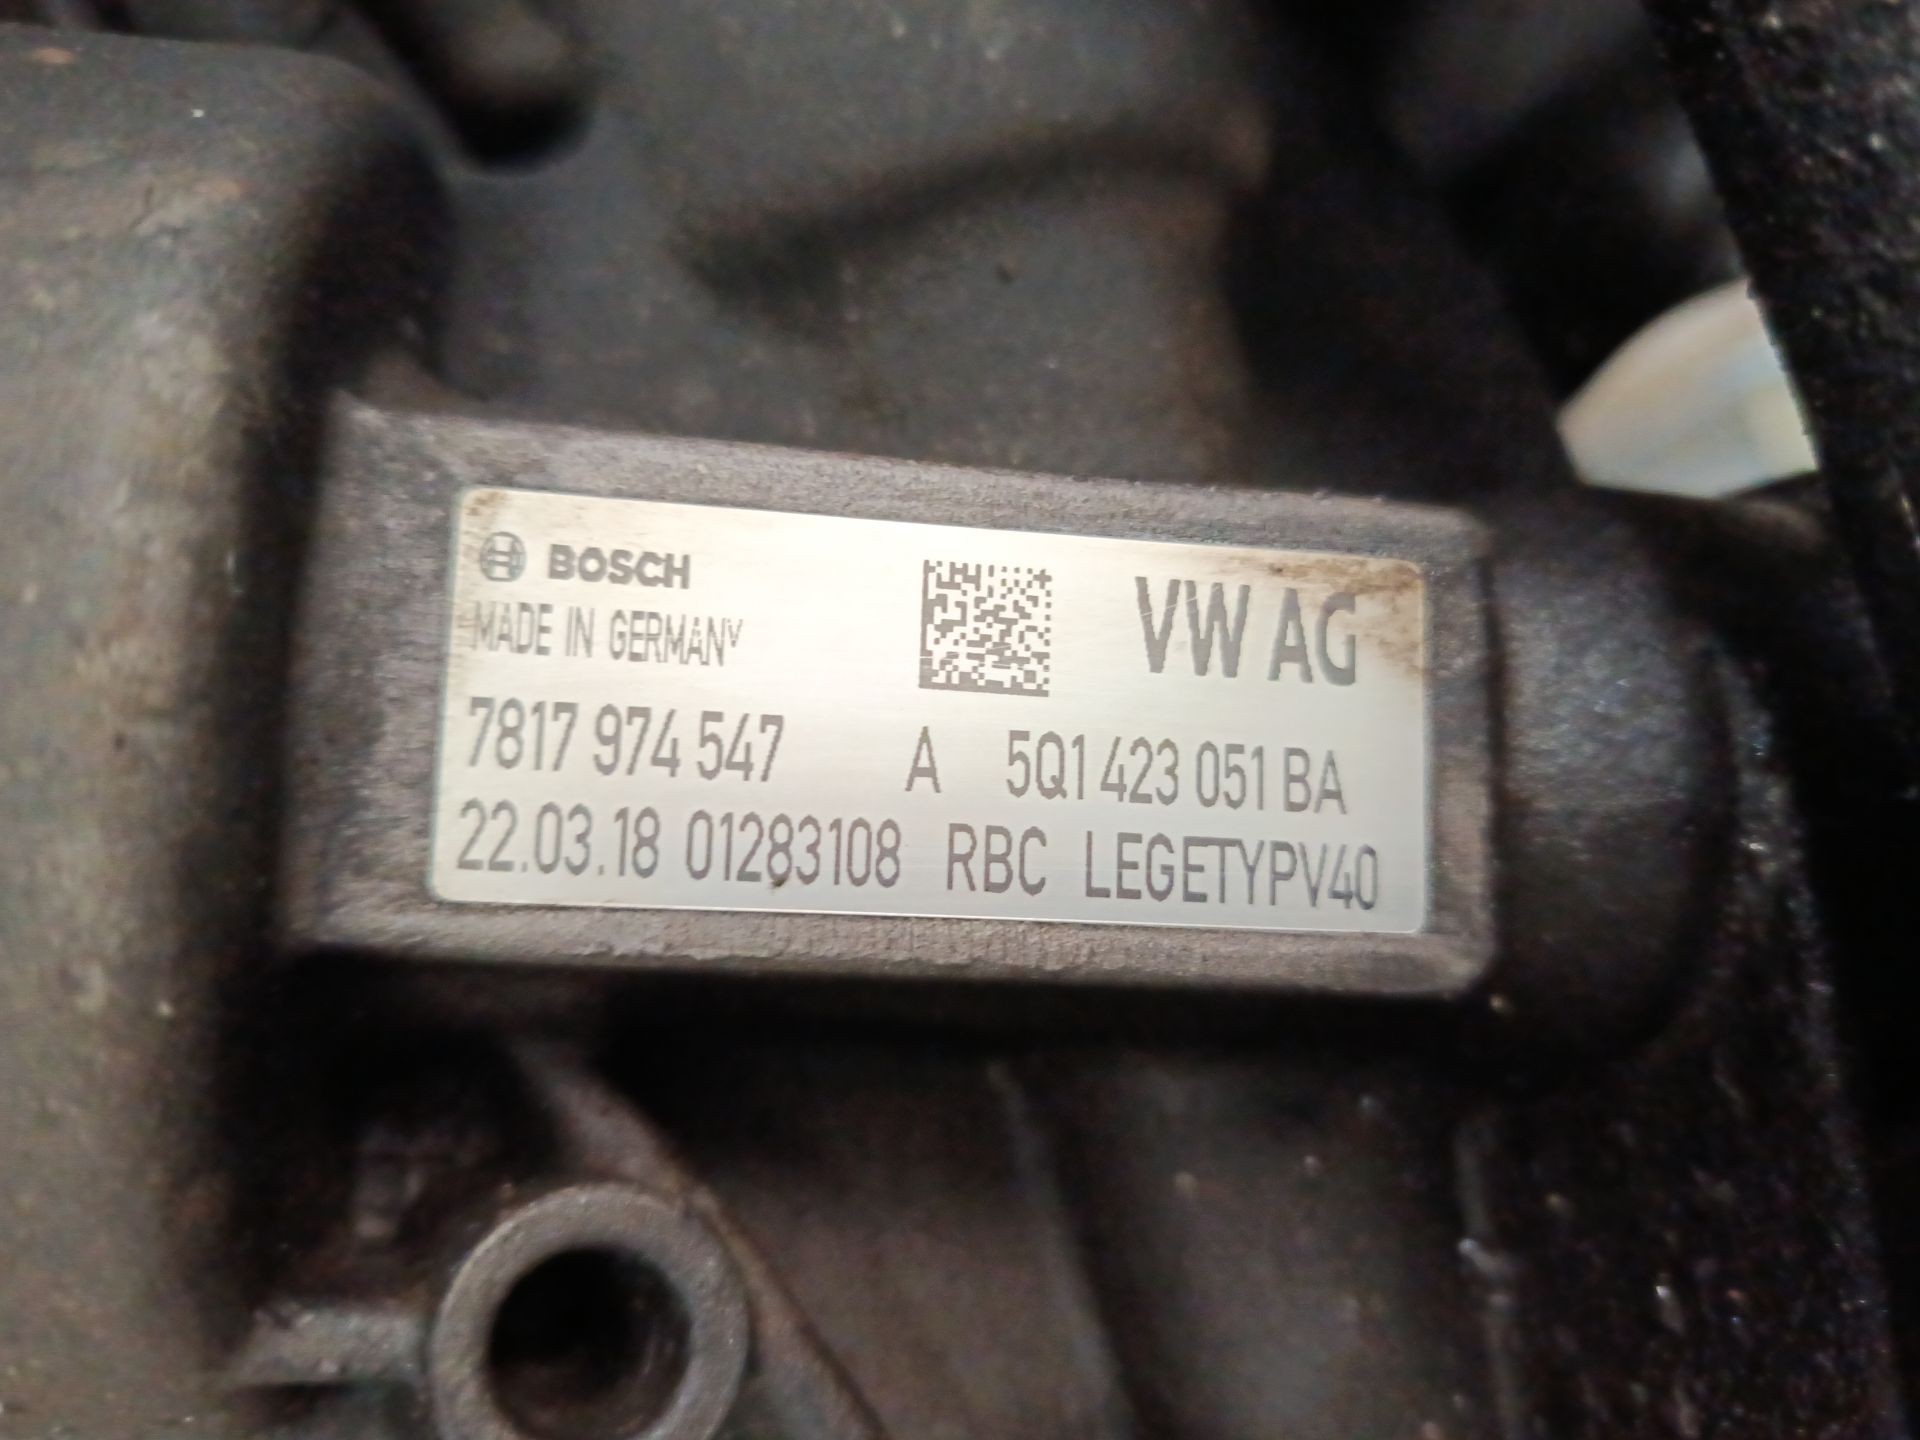 BOSCH
VW AG
MADE IN GERMANY
7817 974 547 A 5Q1 423 051 BA
22.03.18 01283108 RBC LEGETYPV40